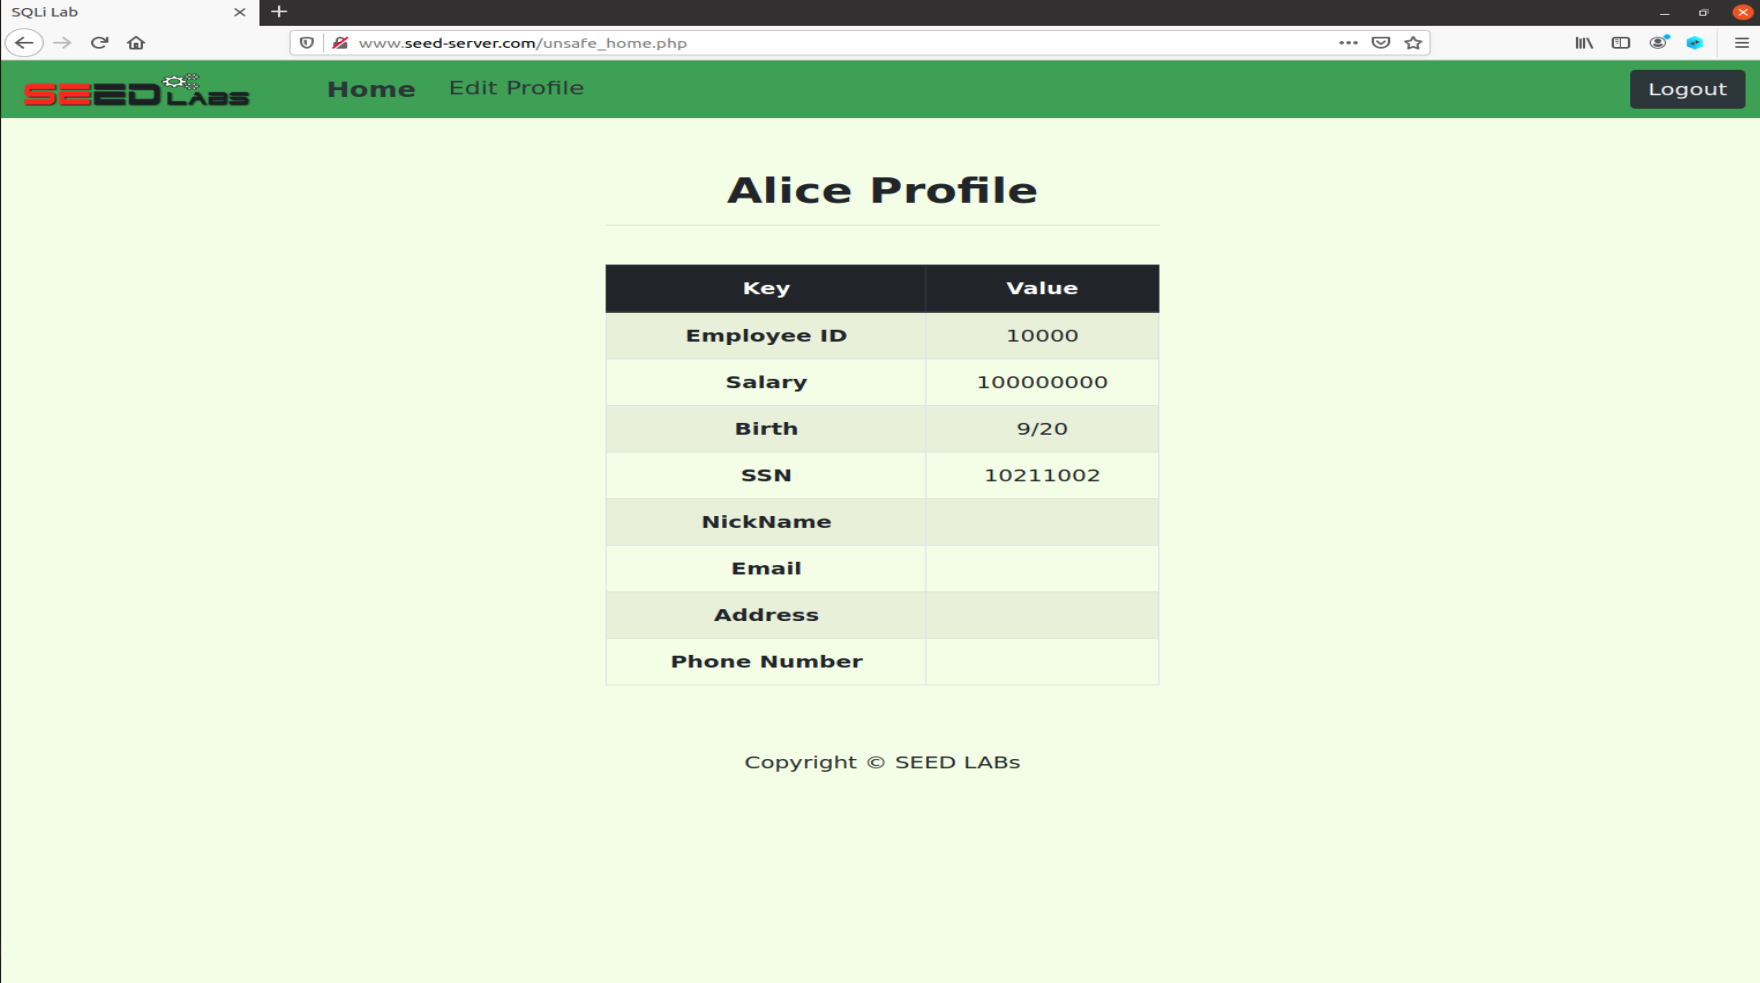 SQLi Lab
www.seed-server.com/unsafe_home.php
SEED LABS Home Edit Profile Logout
Alice Profile
Key Value
Employee ID 10000
Salary 100000000
Birth 9/20
SSN 10211002
NickName
Email
Address
Phone Number
Copyright © SEED LABs